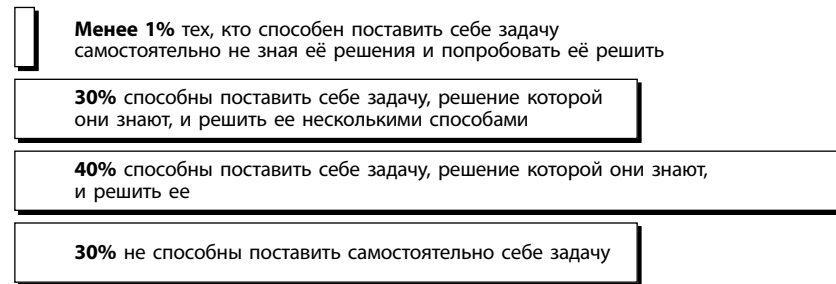 Менее 1% тех, кто способен поставить себе задачу
самостоятельно не зная её решения и попробовать её решить
30% способны поставить себе задачу, решение которой
они знают, и решить ее несколькими способами
40% способны поставить себе задачу, решение которой они знают,
и решить ее
30% не способны поставить самостоятельно себе задачу